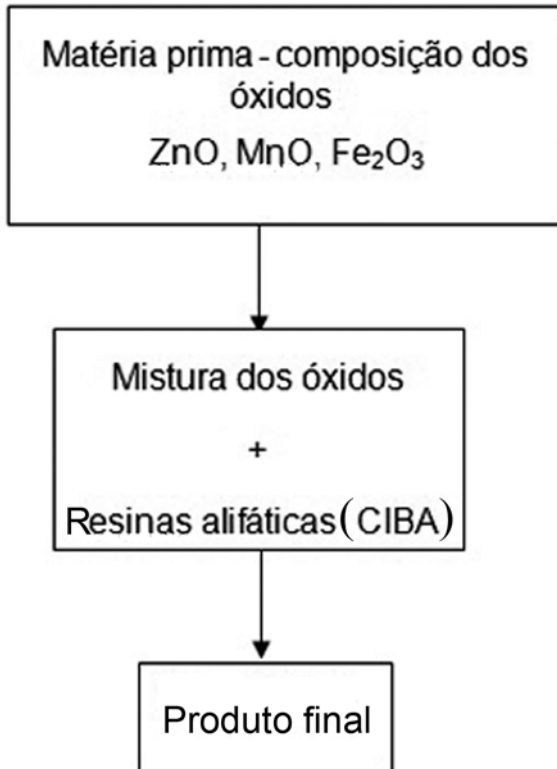 Matéria prima - composição dos
óxidos
ZnO, MnO, Fe₂O₃
Mistura dos óxidos
+
Resinas alifáticas (CIBA)
Produto final